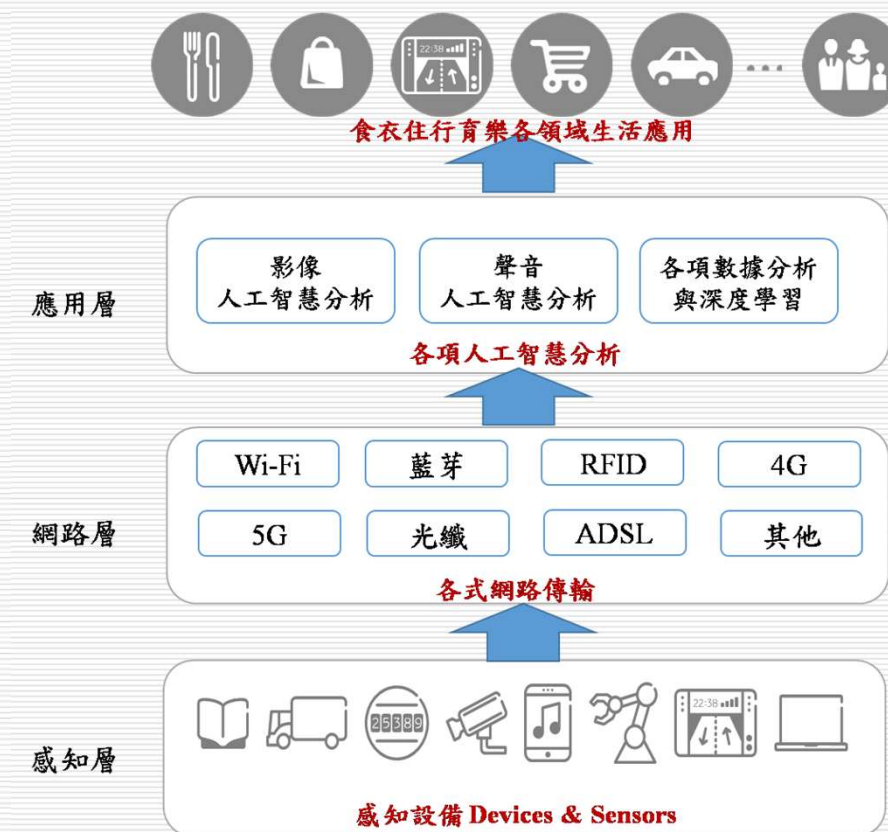 22:38
食衣住行育樂各領域生活應用
應用層
影像
人工智慧分析
聲音
人工智慧分析
各項數據分析
與深度學習
各項人工智慧分析
網路層
Wi-Fi
藍芽
RFID
4G
5G
光纖
ADSL
其他
各式網路傳輸
感知層
25389
22:38
感知設備 Devices & Sensors